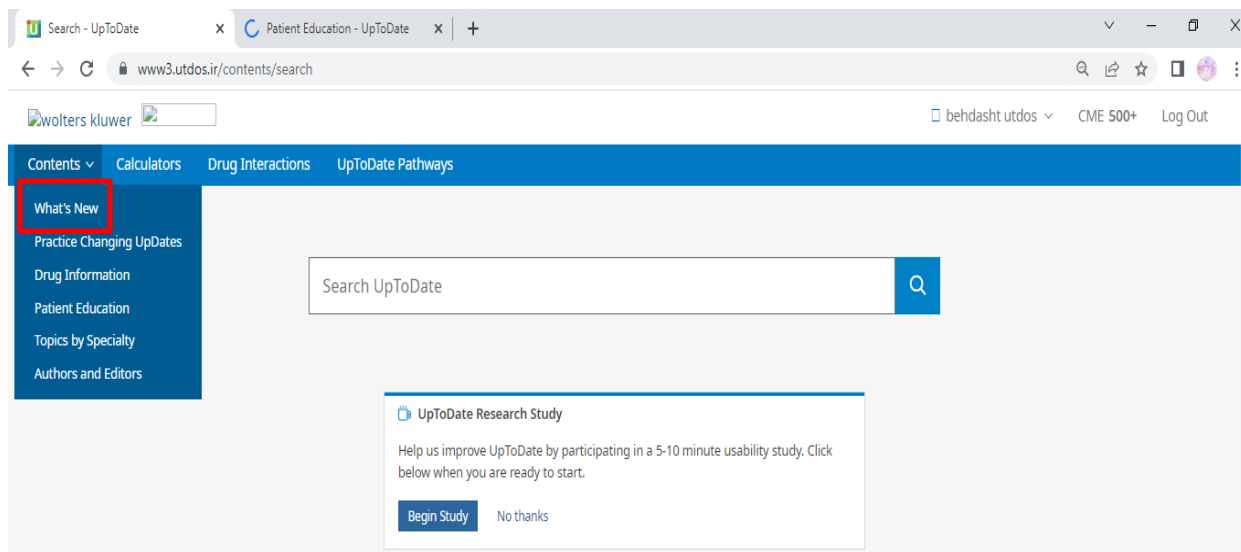 Search - UpToDate
Patient Education - UpToDate
www3.utdos.ir/contents/search
wolters kluwer
behdasht utdos CME 500+ Log Out
Contents Calculators Drug Interactions UpToDate Pathways
What's New
Practice Changing UpDates
Drug Information
Patient Education
Topics by Specialty
Authors and Editors
Search UpToDate
UpToDate Research Study
Help us improve UpToDate by participating in a 5-10 minute usability study. Click
below when you are ready to start.
Begin Study No thanks